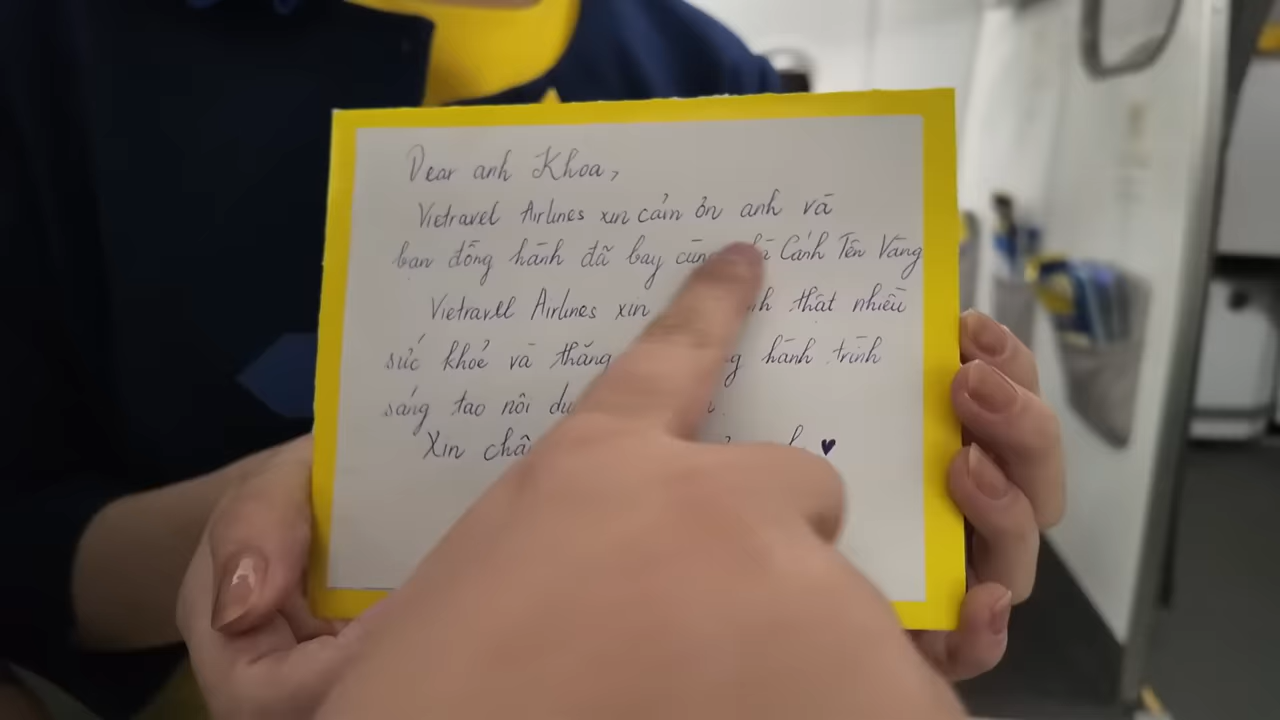 Dear anh Khoa,
Vietravel Airlines xin cảm ơn anh và
bạn đồng hành đã bay cùng Cánh Tên Vàng
Vietravel Airlines xin thật nhiều
sức khoẻ và thăng hành trình
sáng tạo nội
Xin